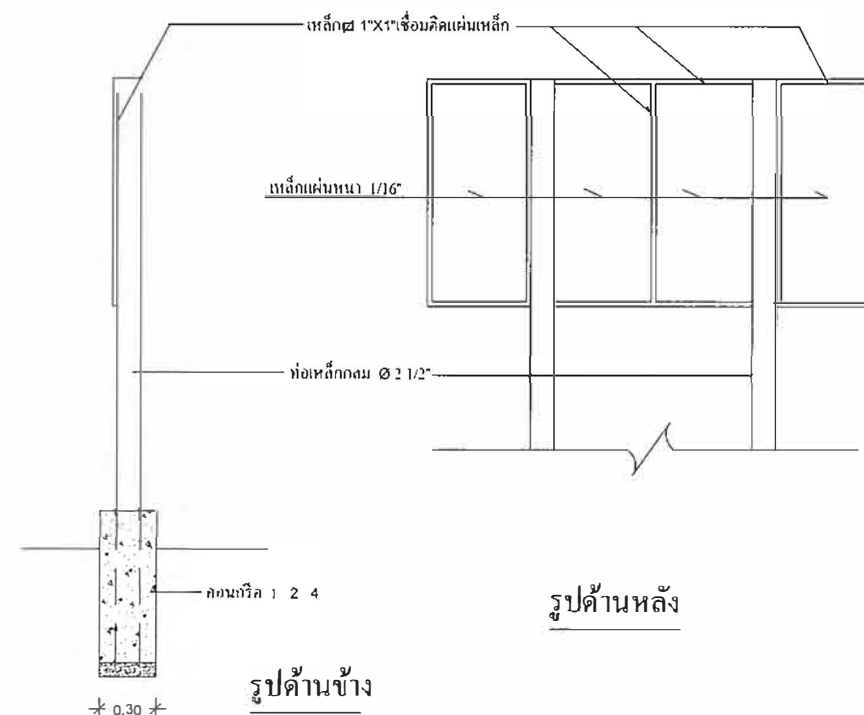 เหล็ก 1"X1"เชื่อมติดแผ่นเหล็ก
เหล็กแผ่นหนา 1/16"
ท่อเหล็กกลม Ø 2 1/2"
คอนกรีต 1 2 4
รูปด้านหลัง
รูปด้านข้าง
0.30